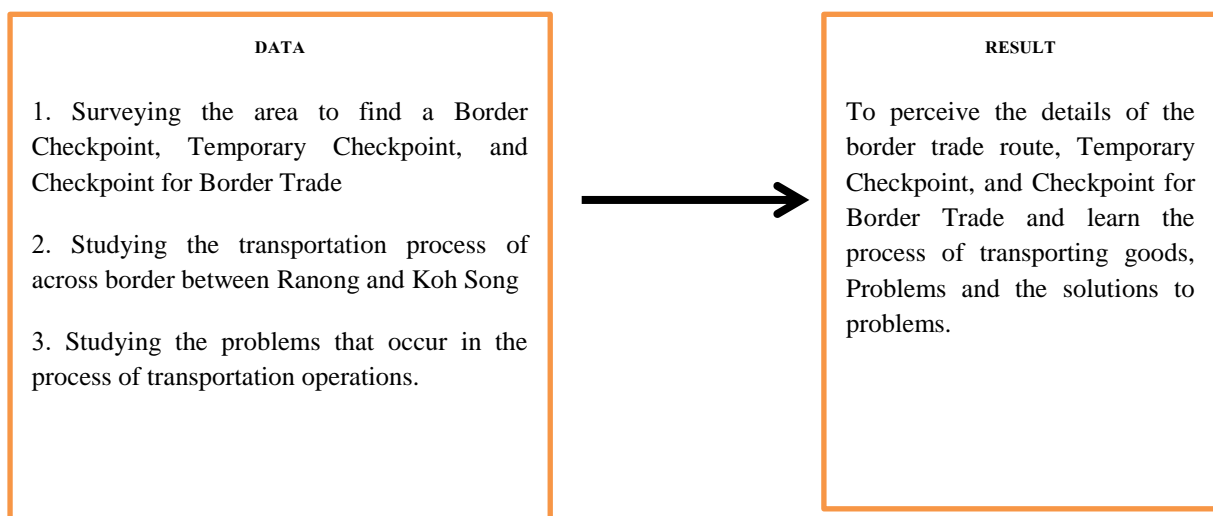 DATA
1. Surveying the area to find a Border
Checkpoint, Temporary Checkpoint, and
Checkpoint for Border Trade
2. Studying the transportation process of
across border between Ranong and Koh Song
3. Studying the problems that occur in the
process of transportation operations.
RESULT
To perceive the details of the
border trade route, Temporary
Checkpoint, and Checkpoint for
Border Trade and learn the
process of transporting goods,
Problems and the solutions to
problems.